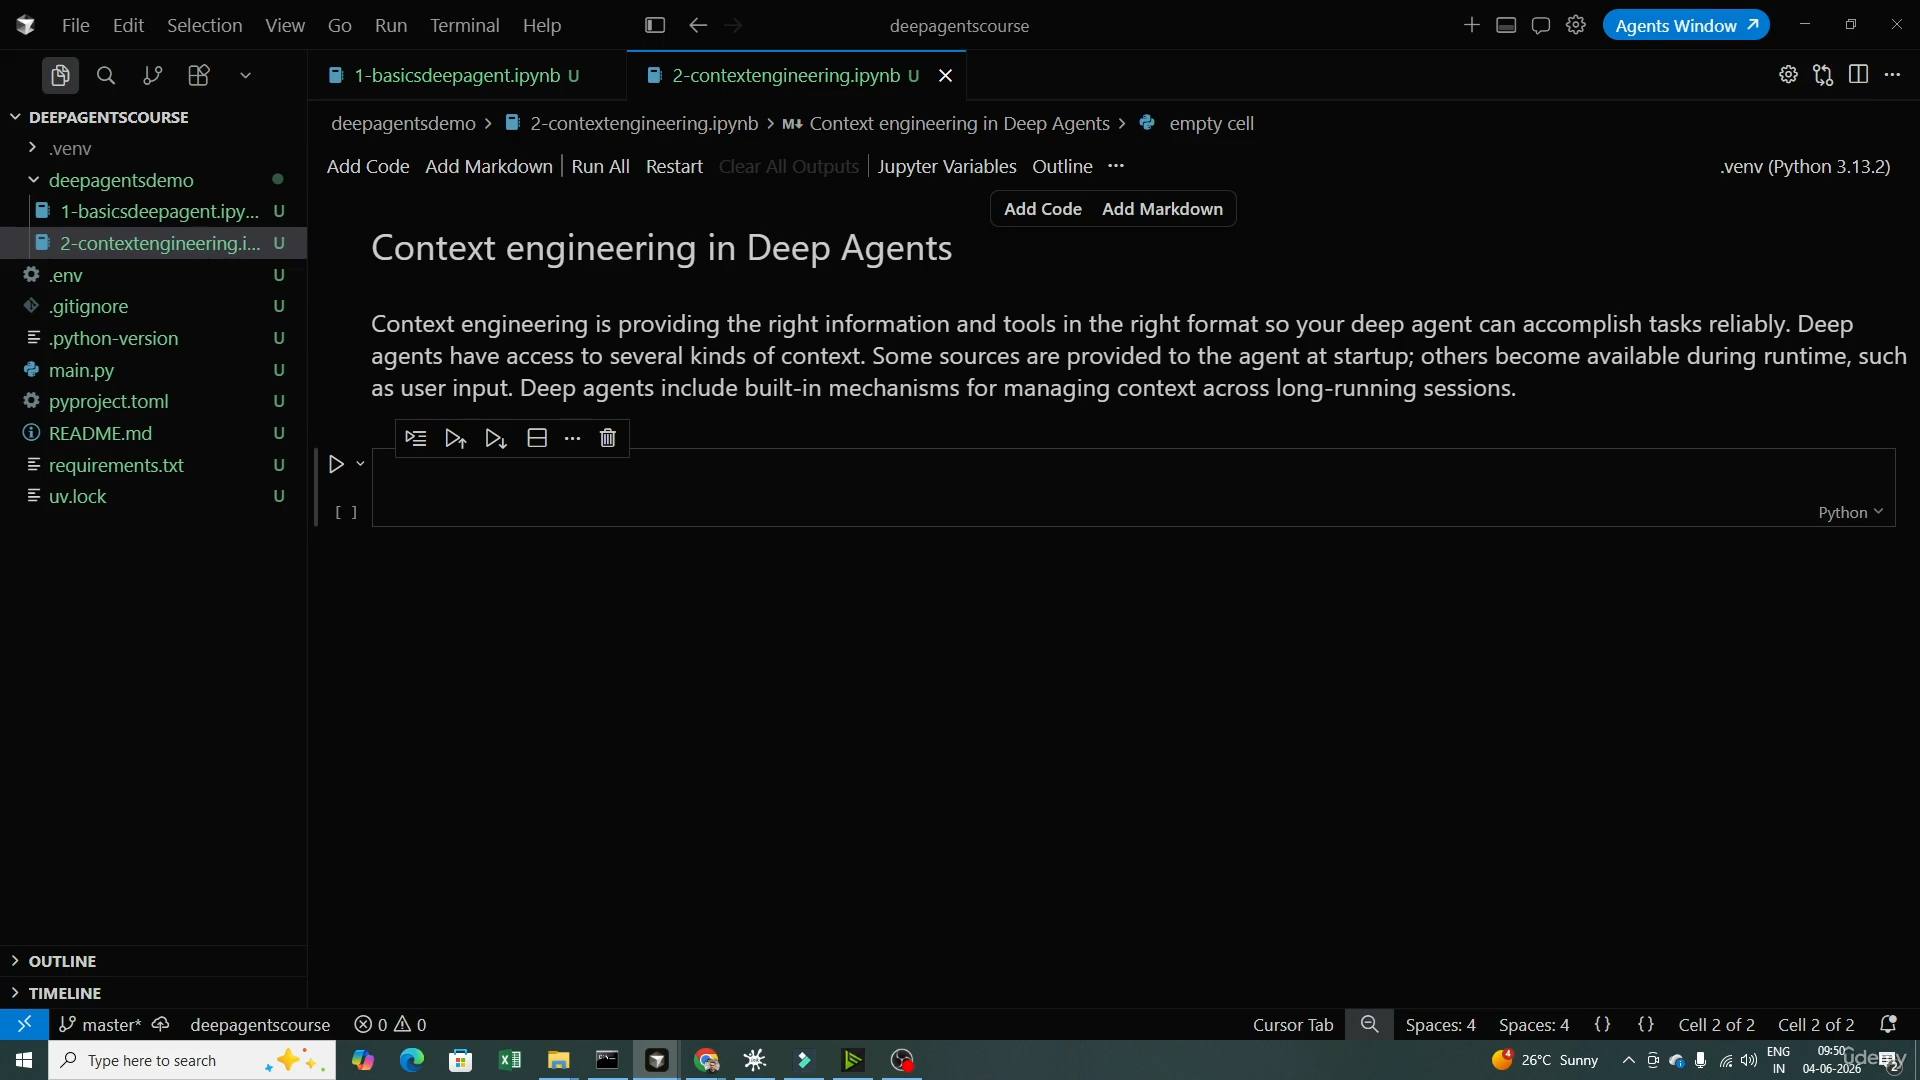 File Edit Selection View Go Run Terminal Help
deepagentscourse
Agents Window
DEEPAGENTSCOURSE
.venv
deepagentsdemo
1-basicsdeepagent.ipy... U
2-contextengineering.i... U
.env U
.gitignore U
.python-version U
main.py U
pyproject.toml U
README.md U
requirements.txt U
uv.lock U
OUTLINE
TIMELINE
1-basicsdeepagent.ipynb U
2-contextengineering.ipynb U
deepagentsdemo > 2-contextengineering.ipynb > M↓ Context engineering in Deep Agents > empty cell
Add Code Add Markdown Run All Restart Clear All Outputs Jupyter Variables Outline ...
.venv (Python 3.13.2)
Add Code Add Markdown
Context engineering in Deep Agents
Context engineering is providing the right information and tools in the right format so your deep agent can accomplish tasks reliably. Deep
agents have access to several kinds of context. Some sources are provided to the agent at startup; others become available during runtime, such
as user input. Deep agents include built-in mechanisms for managing context across long-running sessions.
[ ]
Python
master* deepagentscourse 0 0
Cursor Tab Spaces: 4 Spaces: 4 {} {} Cell 2 of 2 Cell 2 of 2
Type here to search
4
26°C Sunny
ENG
IN
09:50
04-06-2026
udemy
2